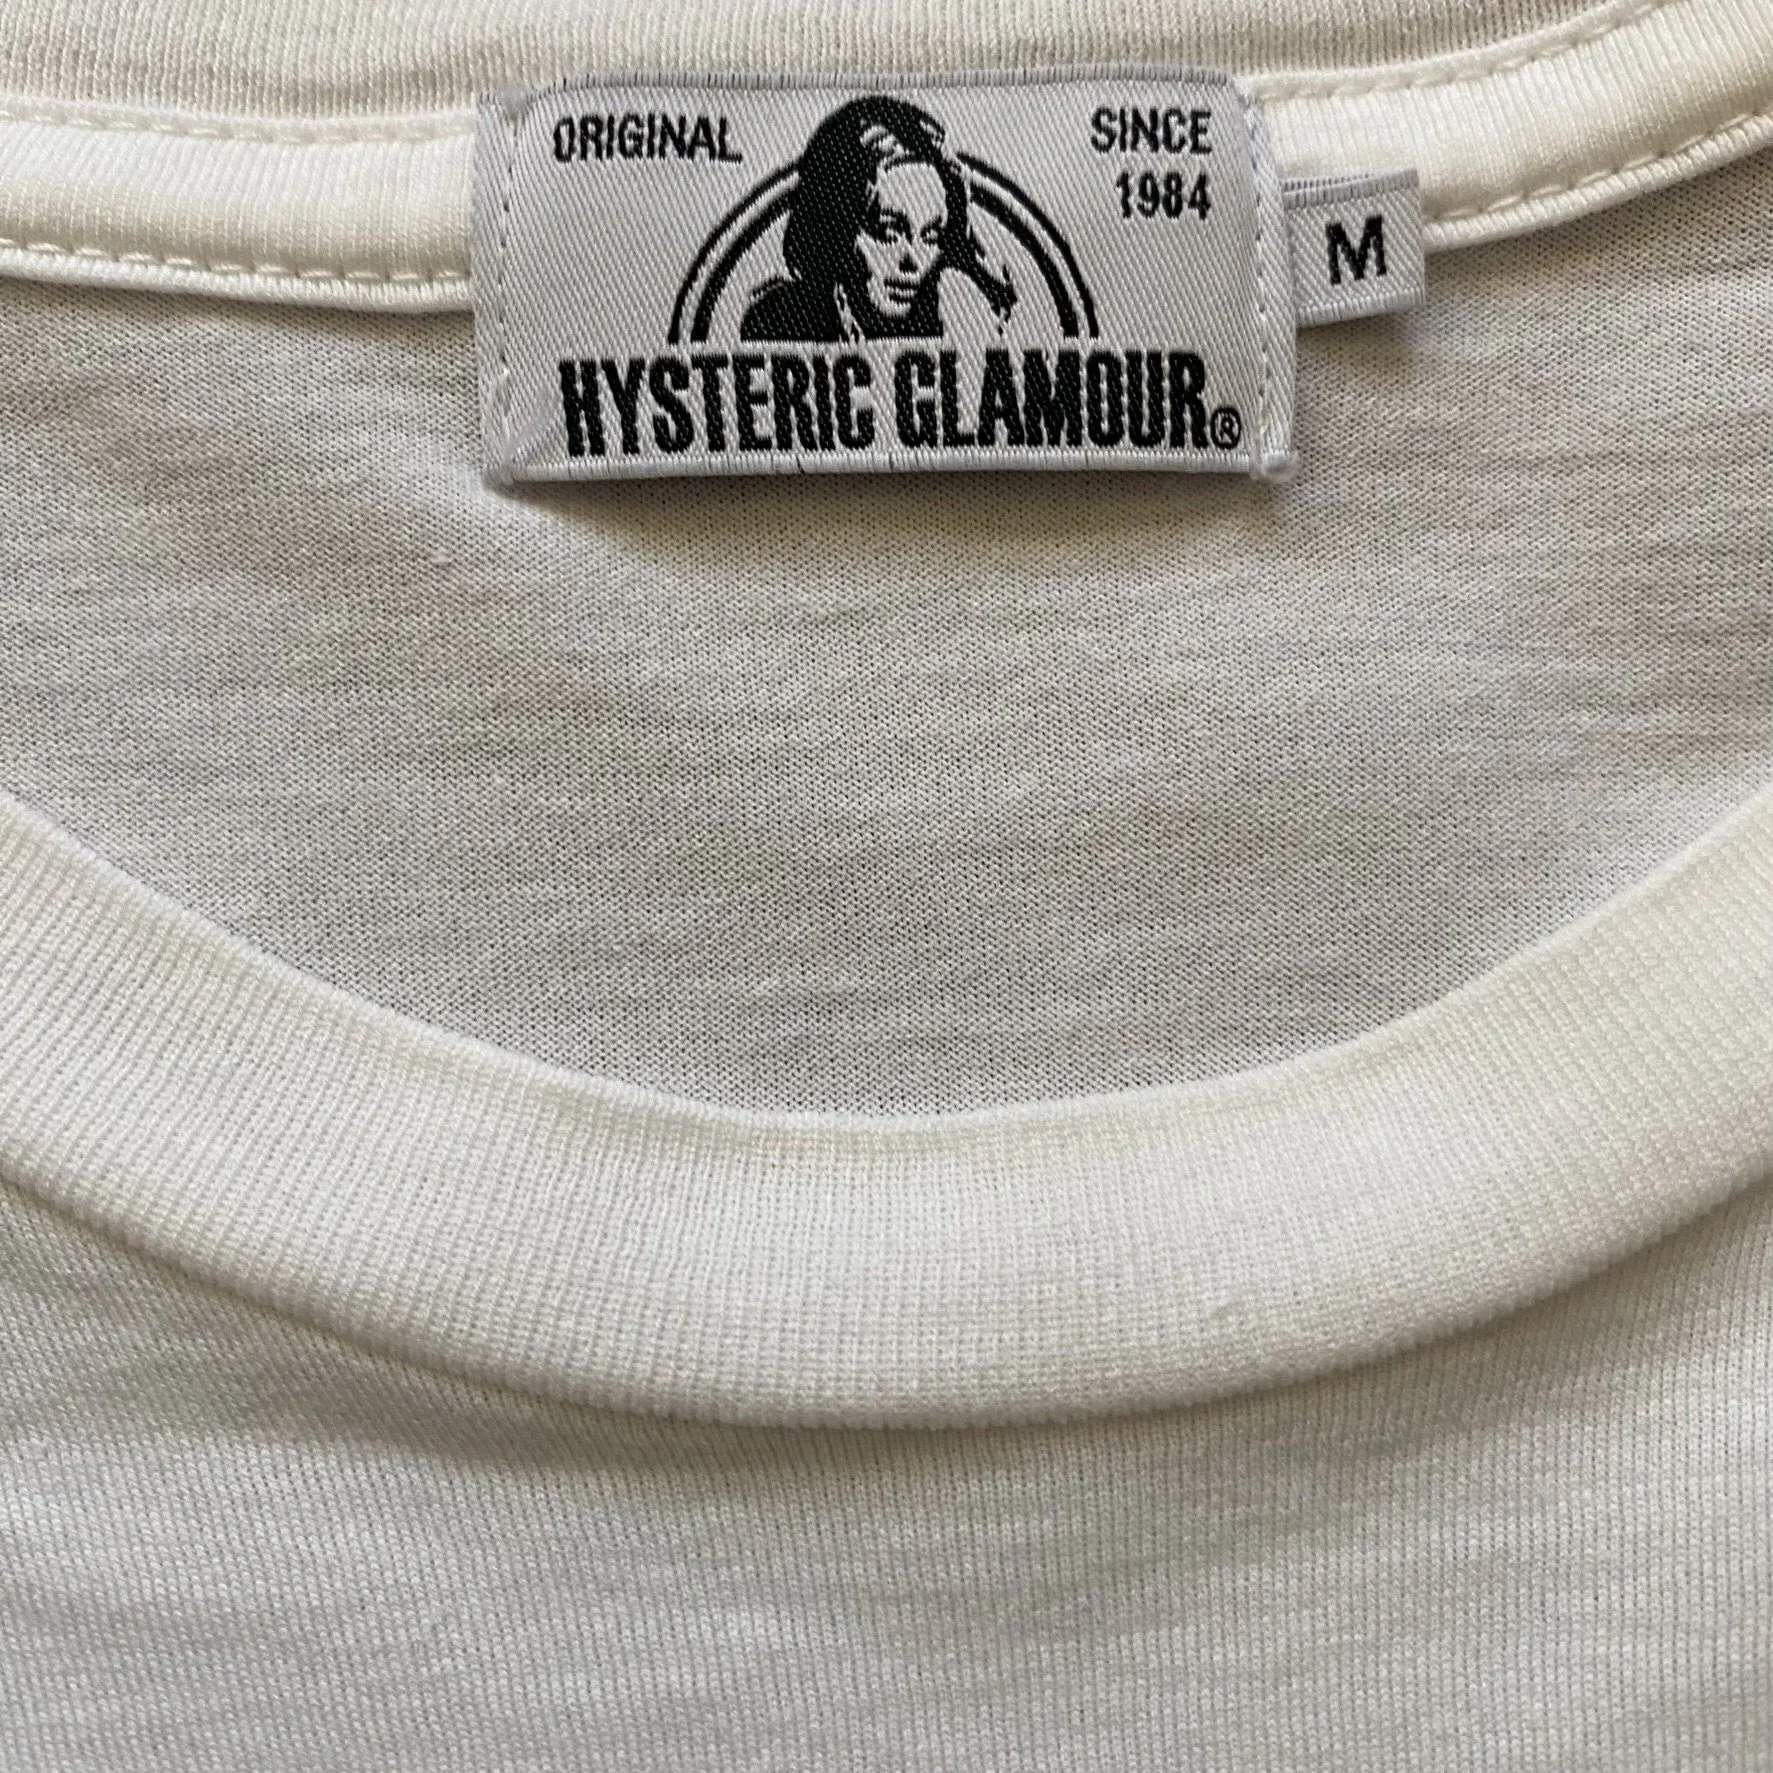 ORIGINAL
SINCE
1984
M
HYSTERIC GLAMOUR®